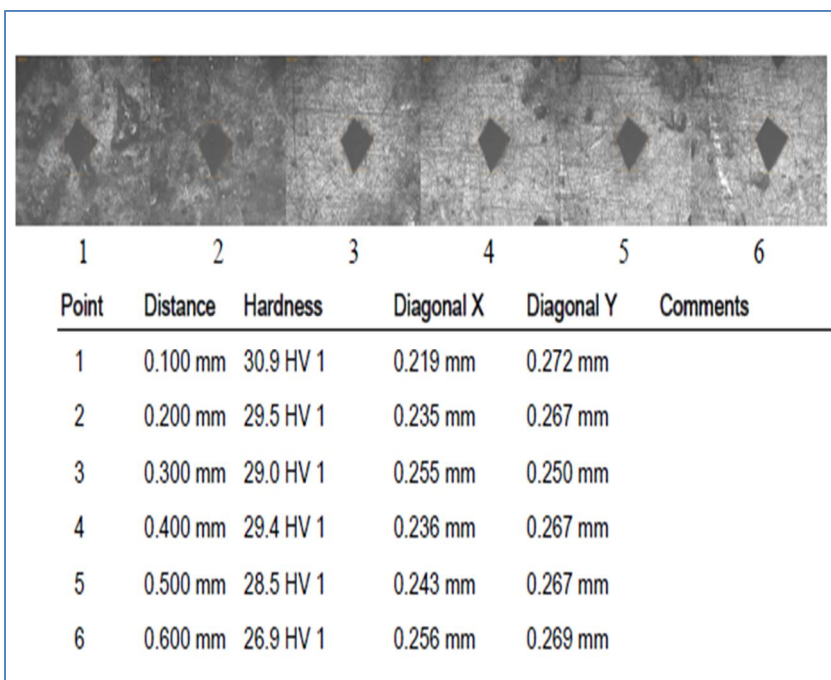 1 2 3 4 5 6
Point Distance Hardness Diagonal X Diagonal Y Comments
1 0.100 mm 30.9 HV 1 0.219 mm 0.272 mm
2 0.200 mm 29.5 HV 1 0.235 mm 0.267 mm
3 0.300 mm 29.0 HV 1 0.255 mm 0.250 mm
4 0.400 mm 29.4 HV 1 0.236 mm 0.267 mm
5 0.500 mm 28.5 HV 1 0.243 mm 0.267 mm
6 0.600 mm 26.9 HV 1 0.256 mm 0.269 mm